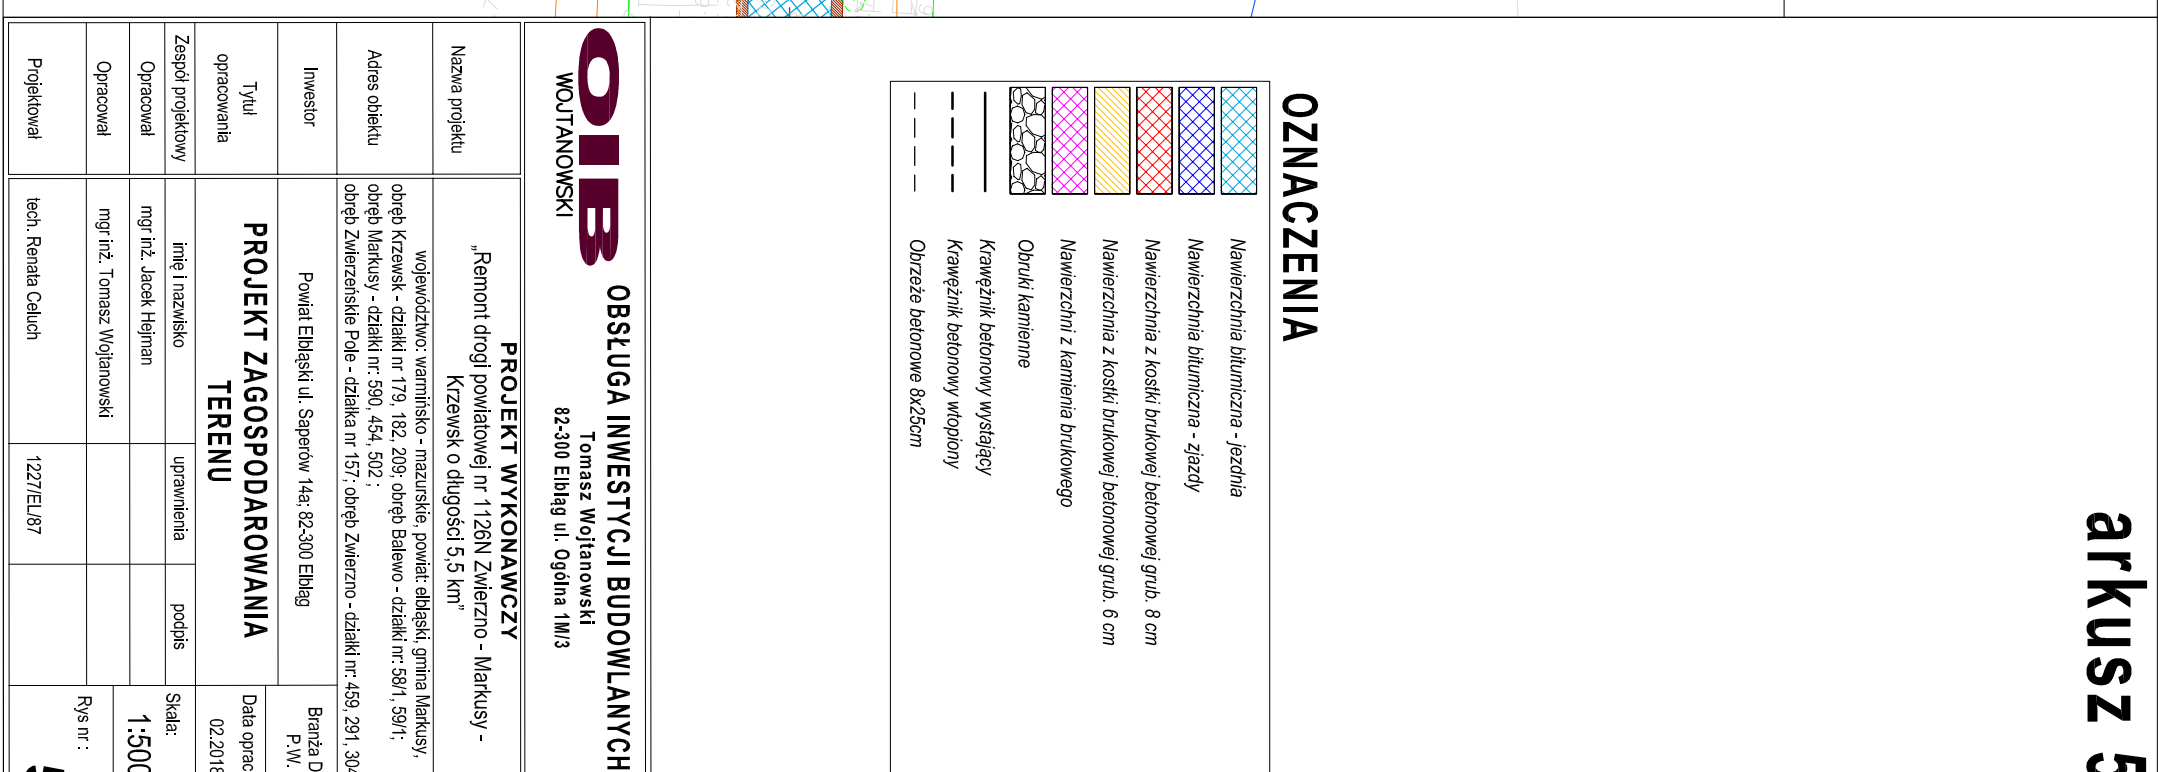 arkusz 5
OZNACZENIA
Nawierzchnia bitumiczna - jezdnia
Nawierzchnia bitumiczna - zjazdy
Nawierzchnia z kostki brukowej betonowej grub. 8 cm
Nawierzchnia z kostki brukowej betonowej grub. 6 cm
Nawierzchni z kamienia brukowego
Obruki kamienne
Krawężnik betonowy wystający
Krawężnik betonowy wtopiony
Obrzeże betonowe 8x25cm
OIB
WOJTANOWSKI
OBSŁUGA INWESTYCJI BUDOWLANYCH
Tomasz Wojtanowski
82-300 Elbląg ul. Ogólna 1M/3
Nazwa projektu
PROJEKT WYKONAWCZY
„Remont drogi powiatowej nr 1126N Zwierzno - Markusy -
Krzewsk o długości 5,5 km”
Adres obiektu
województwo: warmińsko - mazurskie, powiat: elbląski, gmina Markusy,
obręb Krzewsk - działki nr 179, 182, 209; obręb Balewo - działki nr: 58/1, 59/1;
obręb Markusy - działki nr: 590, 454, 502 ;
obręb Zwierzeńskie Pole - działka nr 157; obręb Zwierzno - działki nr: 459, 291, 304
Inwestor
Powiat Elbląski ul. Saperów 14a; 82-300 Elbląg
Branża D
P.W.
Tytuł
opracowania
PROJEKT ZAGOSPODAROWANIA
TERENU
Data oprac
02.2018
Zespół projektowy
imię i nazwisko
uprawnienia
podpis
Skala:
1:500
Opracował
mgr inż. Jacek Hejman
Opracował
mgr inż. Tomasz Wojtanowski
Rys nr :
5
Projektował
tech. Renata Celuch
1227/EL/87